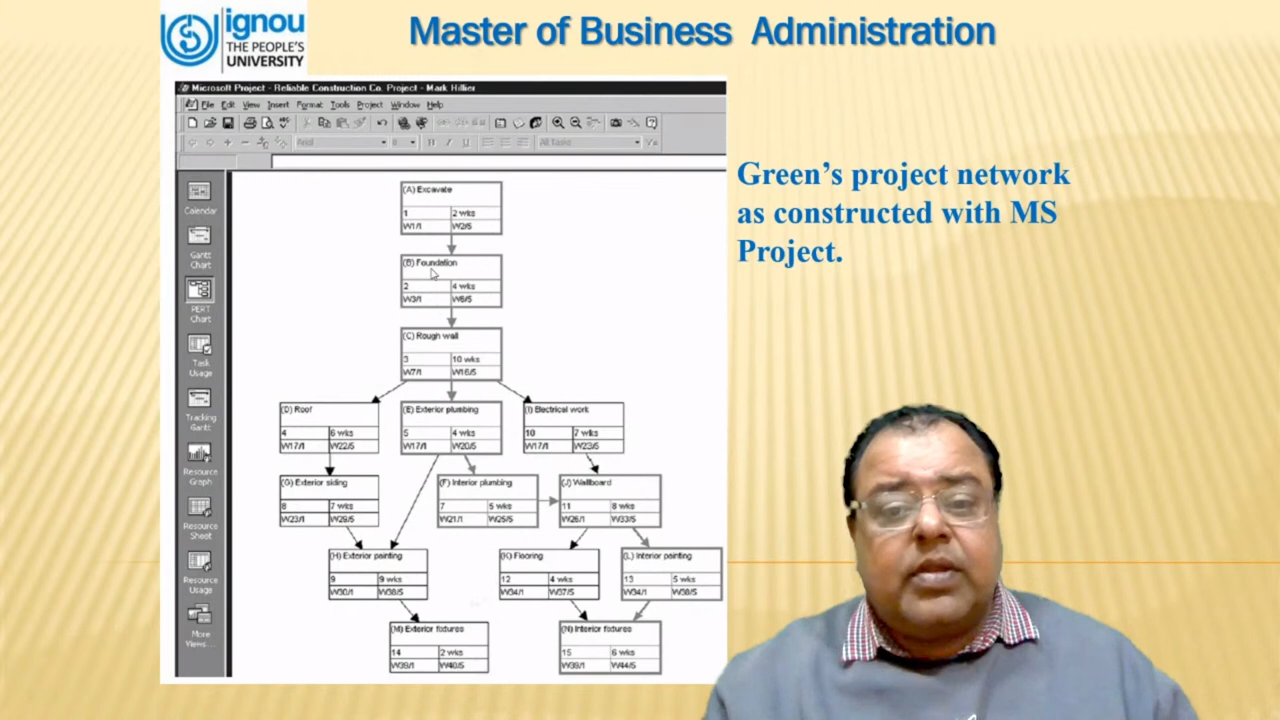 ignou
THE PEOPLE'S
UNIVERSITY
Master of Business Administration
Microsoft Project - Reliable Construction Co. Project - Mark Hillier
File Edit View Insert Format Tools Project Window Help
Arial 8 All Tasks
Calendar
Gantt
Chart
PERT
Chart
Task
Usage
Tracking
Gantt
Resource
Graph
Resource
Sheet
Resource
Usage
More
Views...
(A) Excavate
1 2 wks
W1/1 W2/5
(B) Foundation
2 4 wks
W3/1 W6/5
(C) Rough wall
3 10 wks
W7/1 W16/5
(D) Roof
4 6 wks
W17/1 W22/5
(E) Exterior plumbing
5 4 wks
W17/1 W20/5
(I) Electrical work
10 7 wks
W17/1 W23/5
(G) Exterior siding
8 7 wks
W23/1 W29/5
(F) Interior plumbing
7 5 wks
W21/1 W25/5
(J) Wallboard
11 8 wks
W26/1 W33/5
(H) Exterior painting
9 9 wks
W30/1 W38/5
(K) Flooring
12 4 wks
W34/1 W37/5
(L) Interior painting
13 5 wks
W34/1 W38/5
(M) Exterior fixtures
14 2 wks
W39/1 W40/5
(N) Interior fixtures
15 6 wks
W39/1 W44/5
Green's project network
as constructed with MS
Project.